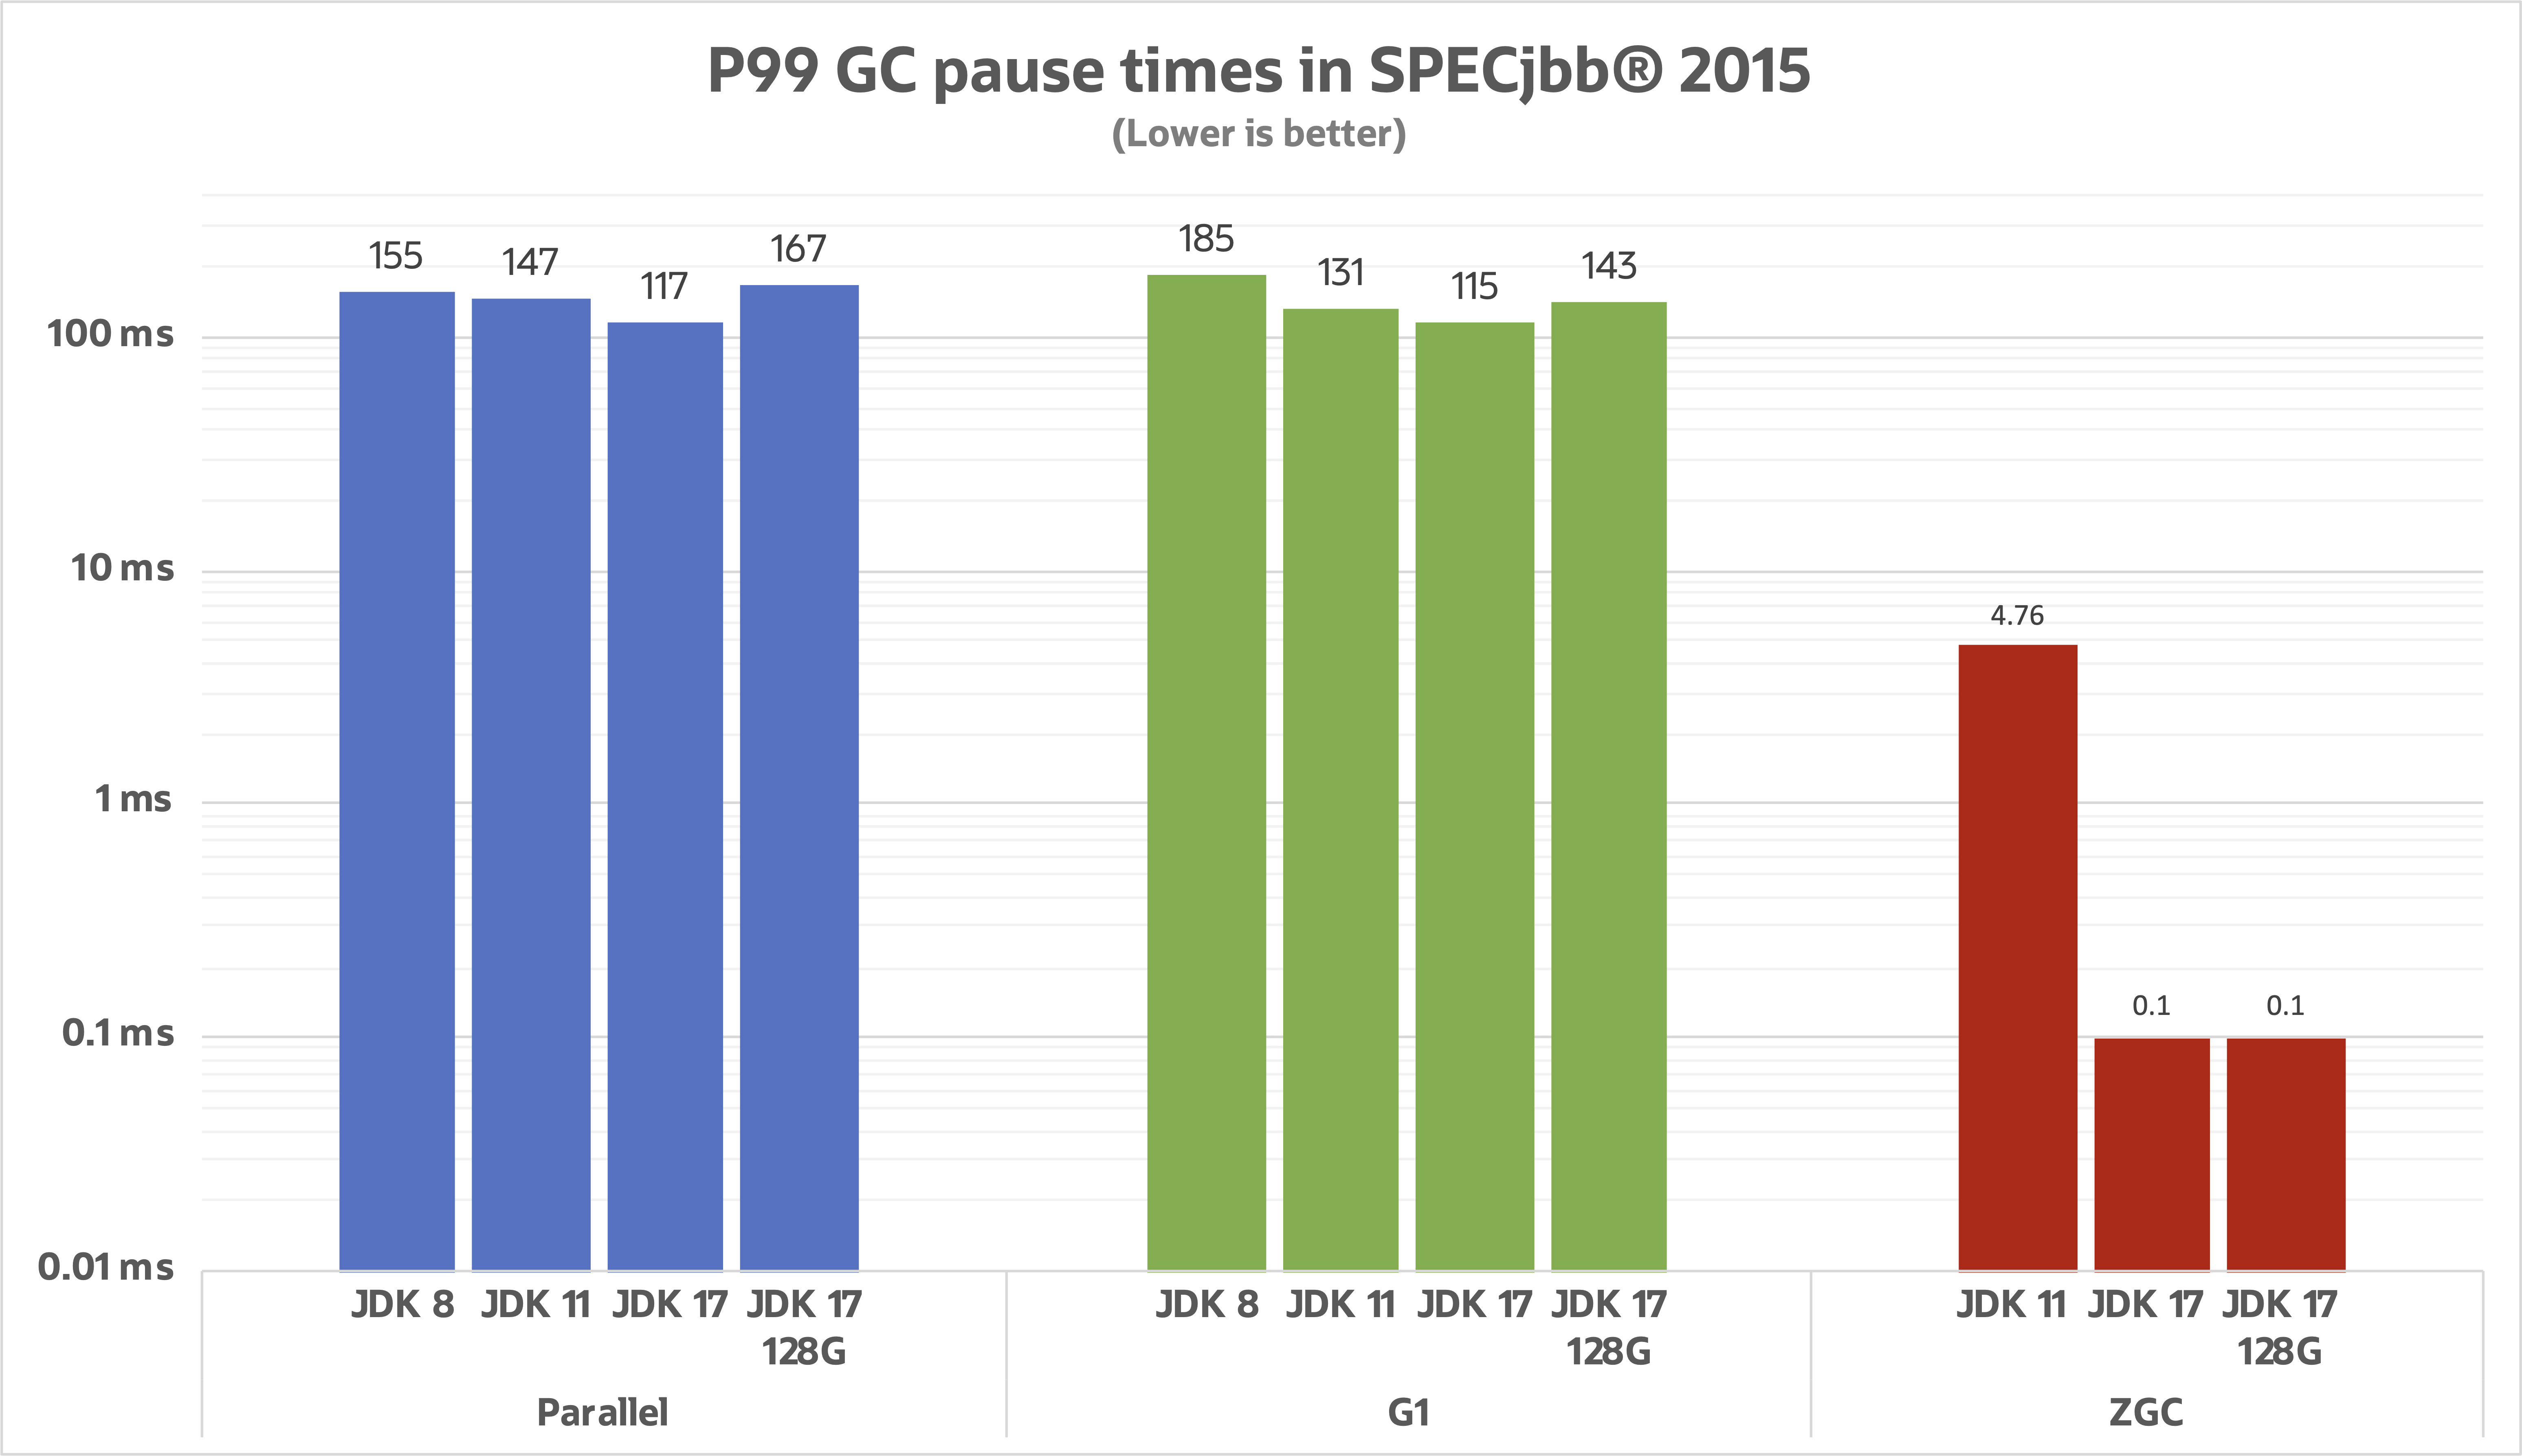 P99 GC pause times in SPECjbb® 2015
(Lower is better)
155
147
117
167
185
131
115
143
4.76
0.1
0.1
100 ms
10 ms
1 ms
0.1 ms
0.01 ms
JDK 8 JDK 11 JDK 17 JDK 17 JDK 8 JDK 11 JDK 17 JDK 17 JDK 11 JDK 17 JDK 17
128G 128G 128G
Parallel G1 ZGC